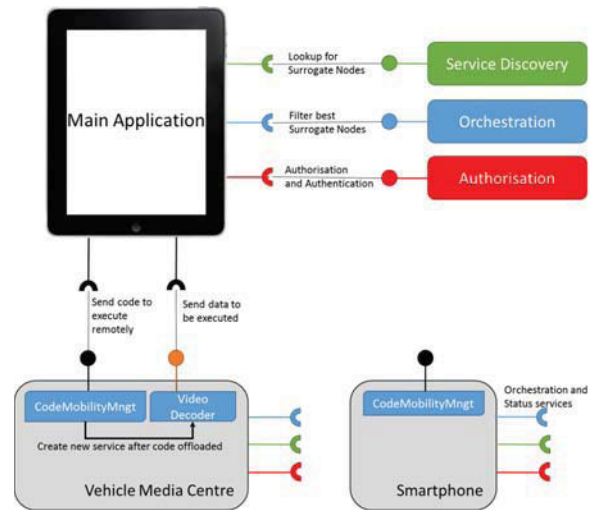 Main Application
Lookup for
Surrogate Nodes
Service Discovery
Filter best
Surrogate Nodes
Orchestration
Authorisation
and Authentication
Authorisation
Send code to
execute
remotely
Send data to
be executed
CodeMobilityMngt
Video
Decoder
Create new service after code offloaded
Vehicle Media Centre
CodeMobilityMngt
Orchestration and
Status services
Smartphone